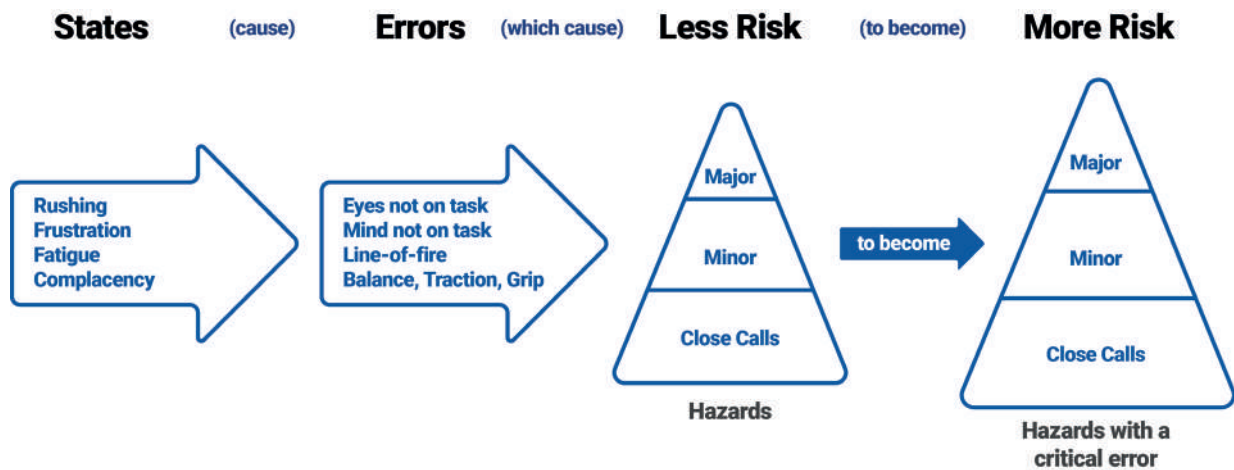 States (cause) Errors (which cause) Less Risk (to become) More Risk
Rushing
Frustration
Fatigue
Complacency
Eyes not on task
Mind not on task
Line-of-fire
Balance, Traction, Grip
Major
Minor
Close Calls
Hazards
to become
Major
Minor
Close Calls
Hazards with a
critical error